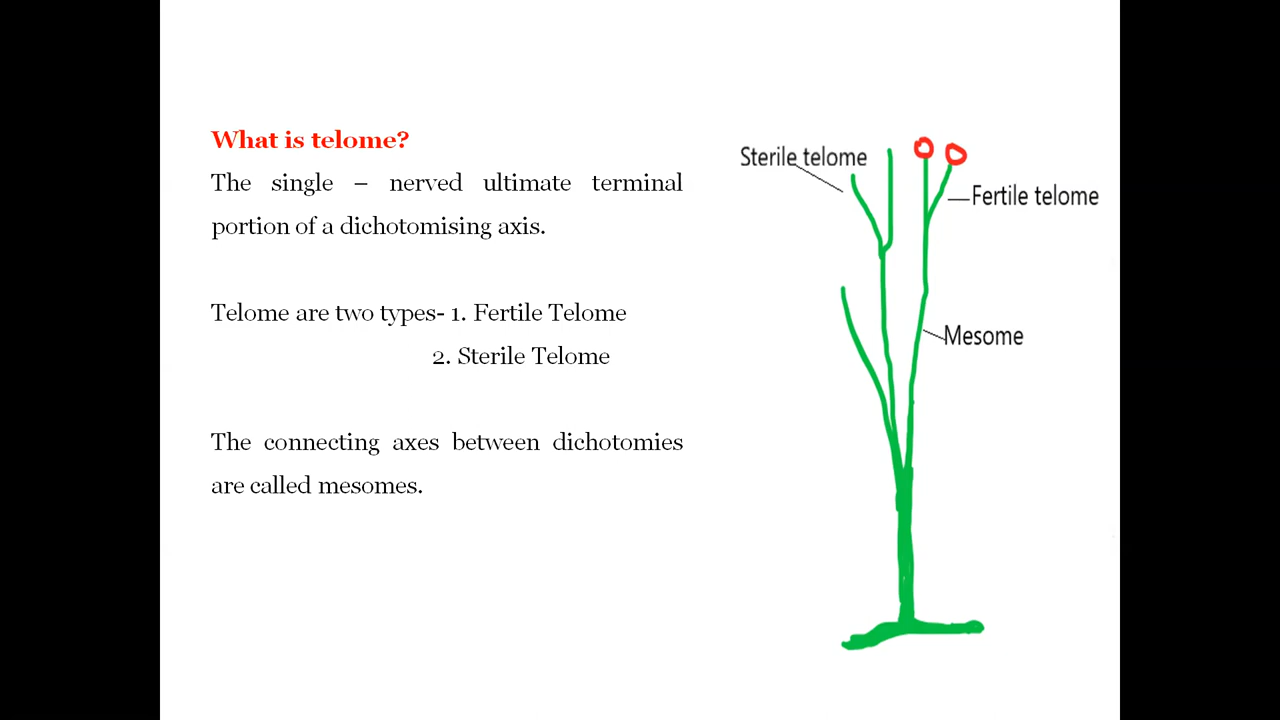 What is telome?
The single – nerved ultimate terminal
portion of a dichotomising axis.
Telome are two types- 1. Fertile Telome
2. Sterile Telome
The connecting axes between dichotomies
are called mesomes.
Sterile telome
Fertile telome
Mesome